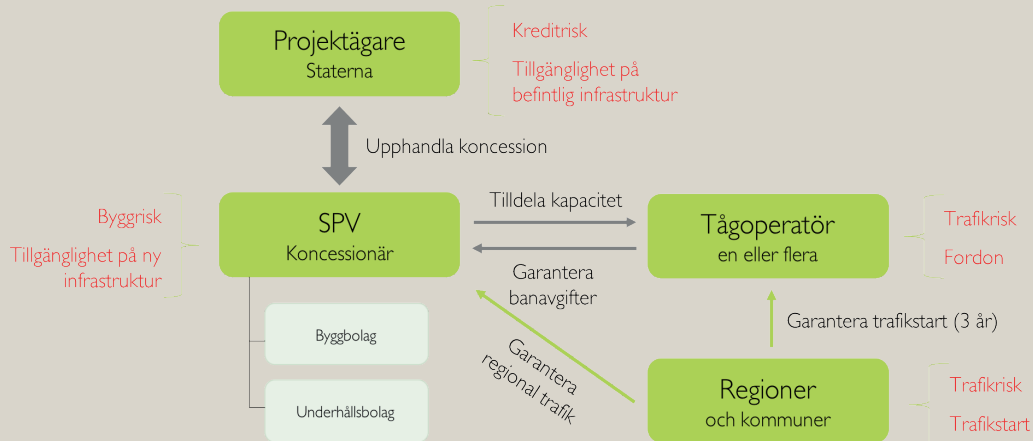 Projektägare
Staterna
Kreditrisk
Tillgänglighet på
befintlig infrastruktur
Upphandla koncession
Byggrisk
Tillgänglighet på ny
infrastruktur
SPV
Koncessionär
Tilldela kapacitet
Garantera
banavgifter
Tågoperatör
en eller flera
Trafikrisk
Fordon
Byggbolag
Underhållsbolag
Garantera
regional trafik
Garantera trafikstart (3 år)
Regioner
och kommuner
Trafikrisk
Trafikstart